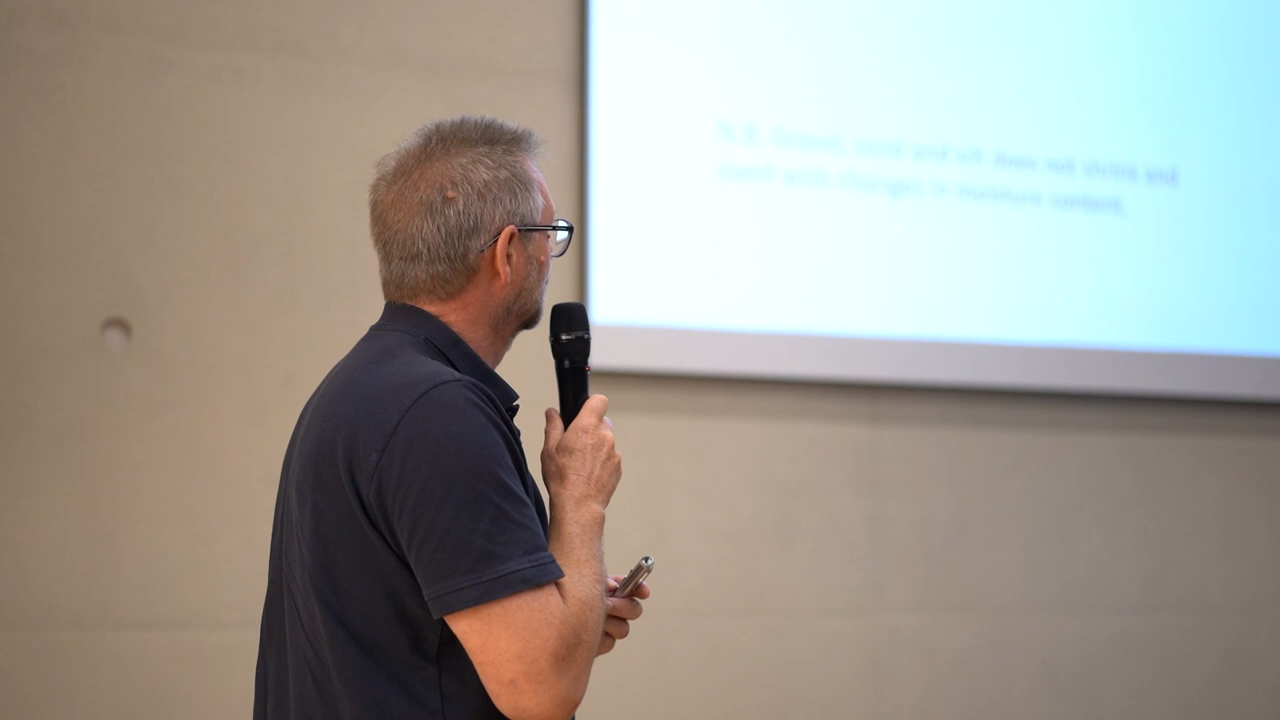 N.B. Gravel, sand and silt does not shrink and
swell with changes in moisture content.